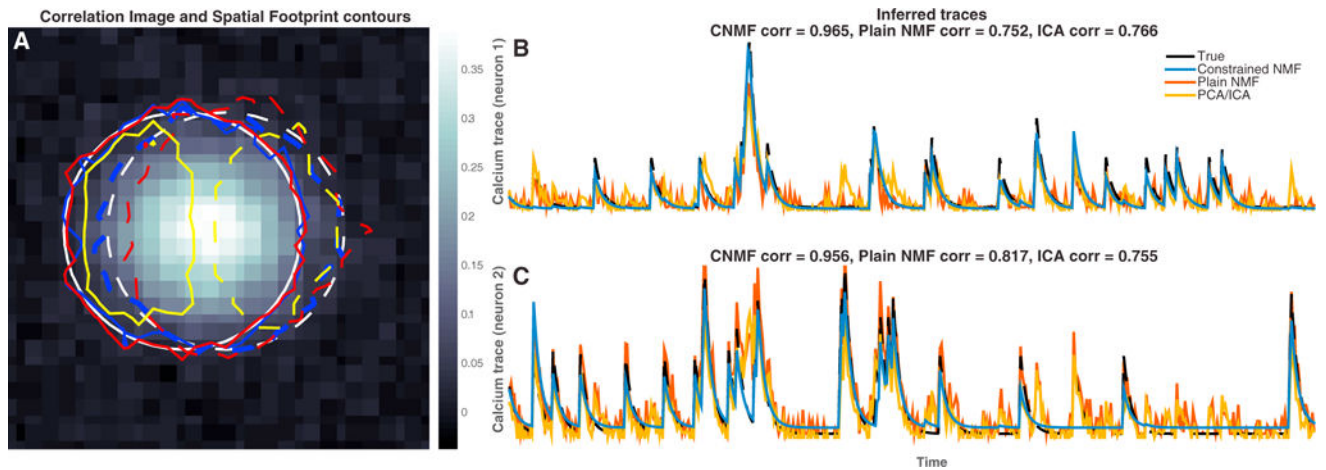 Correlation Image and Spatial Footprint contours
A
0.35
0.3
0.25
0.2
0.15
0.1
0.05
0
Inferred traces
B
CNMF corr = 0.965, Plain NMF corr = 0.752, ICA corr = 0.766
Calcium trace (neuron 1)
True
Constrained NMF
Plain NMF
PCA/ICA
C
CNMF corr = 0.956, Plain NMF corr = 0.817, ICA corr = 0.755
Calcium trace (neuron 2)
Time